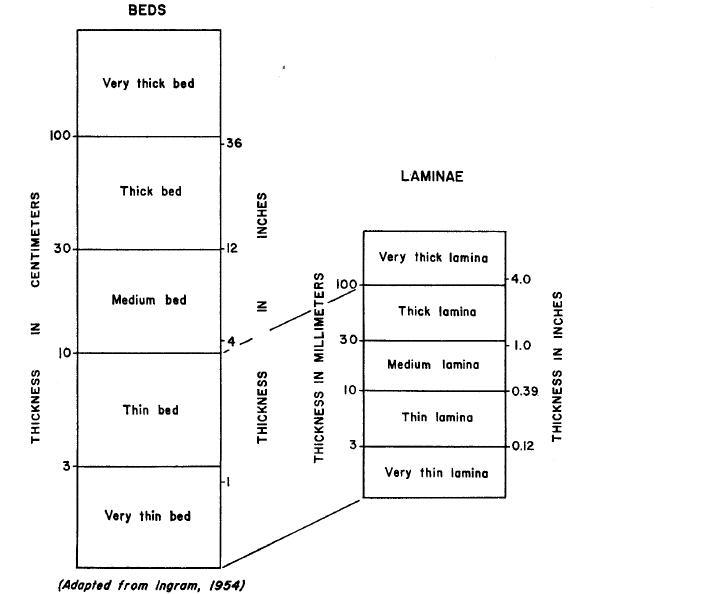 BEDS
Very thick bed
100
36
Thick bed
30
12
Medium bed
10
4
Thin bed
3
1
Very thin bed
THICKNESS IN CENTIMETERS
THICKNESS IN INCHES
(Adapted from Ingram, 1954)
LAMINAE
Very thick lamina
100
4.0
Thick lamina
30
1.0
Medium lamina
10
0.39
Thin lamina
3
0.12
Very thin lamina
THICKNESS IN MILLIMETERS
THICKNESS IN INCHES